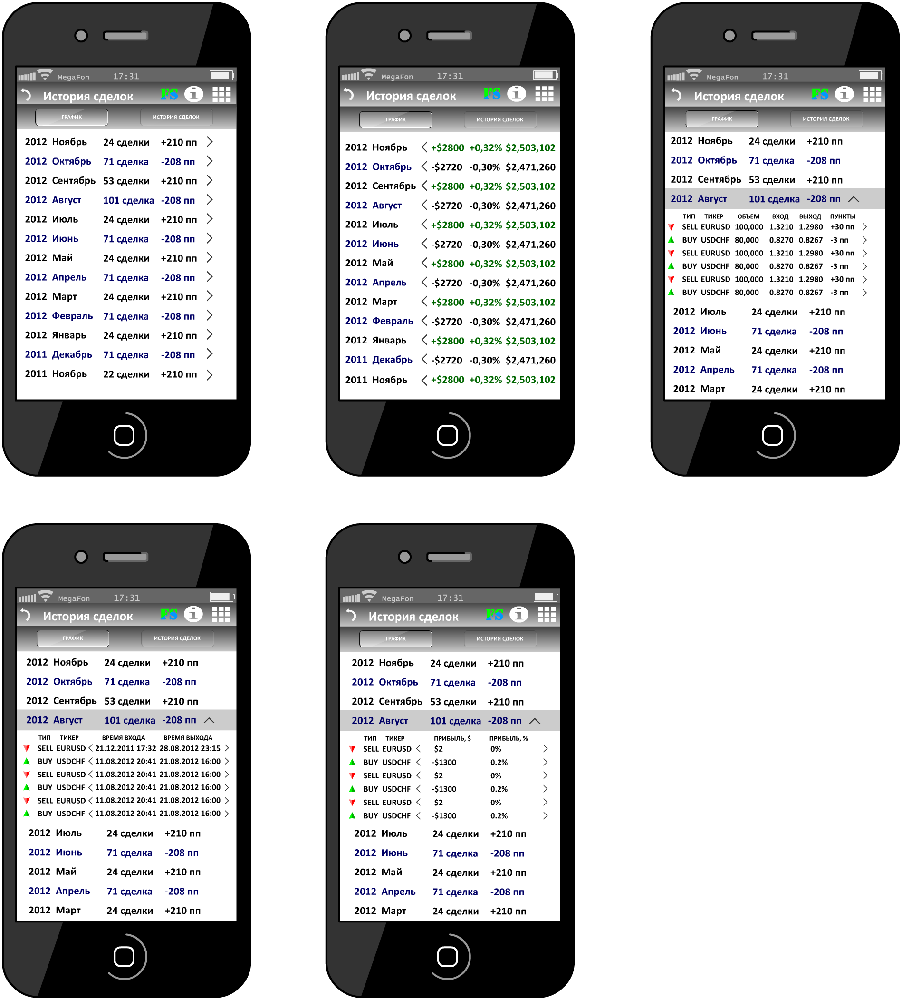 MegaFon 17:31
История сделок FS i
ГРАФИК ИСТОРИЯ СДЕЛОК
2012 Ноябрь 24 сделки +210 пп
2012 Октябрь 71 сделка -208 пп
2012 Сентябрь 53 сделки +210 пп
2012 Август 101 сделка -208 пп
2012 Июль 24 сделки +210 пп
2012 Июнь 71 сделка -208 пп
2012 Май 24 сделки +210 пп
2012 Апрель 71 сделка -208 пп
2012 Март 24 сделки +210 пп
2012 Февраль 71 сделка -208 пп
2012 Январь 24 сделки +210 пп
2011 Декабрь 71 сделка -208 пп
2011 Ноябрь 22 сделки +210 пп
MegaFon 17:31
История сделок FS i
ГРАФИК ИСТОРИЯ СДЕЛОК
2012 Ноябрь +$2800 +0,32% $2,503,102
2012 Октябрь -$2720 -0,30% $2,471,260
2012 Сентябрь +$2800 +0,32% $2,503,102
2012 Август -$2720 -0,30% $2,471,260
2012 Июль +$2800 +0,32% $2,503,102
2012 Июнь -$2720 -0,30% $2,471,260
2012 Май +$2800 +0,32% $2,503,102
2012 Апрель -$2720 -0,30% $2,471,260
2012 Март +$2800 +0,32% $2,503,102
2012 Февраль -$2720 -0,30% $2,471,260
2012 Январь +$2800 +0,32% $2,503,102
2011 Декабрь -$2720 -0,30% $2,471,260
2011 Ноябрь +$2800 +0,32% $2,503,102
MegaFon 17:31
История сделок FS i
ГРАФИК ИСТОРИЯ СДЕЛОК
2012 Ноябрь 24 сделки +210 пп
2012 Октябрь 71 сделка -208 пп
2012 Сентябрь 53 сделки +210 пп
2012 Август 101 сделка -208 пп
ТИП ТИКЕР ОБЪЕМ ВХОД ВЫХОД ПУНКТЫ
SELL EURUSD 100,000 1.3210 1.2980 +30 пп
BUY USDCHF 80,000 0.8270 0.8267 -3 пп
SELL EURUSD 100,000 1.3210 1.2980 +30 пп
BUY USDCHF 80,000 0.8270 0.8267 -3 пп
SELL EURUSD 100,000 1.3210 1.2980 +30 пп
BUY USDCHF 80,000 0.8270 0.8267 -3 пп
2012 Июль 24 сделки +210 пп
2012 Июнь 71 сделка -208 пп
2012 Май 24 сделки +210 пп
2012 Апрель 71 сделка -208 пп
2012 Март 24 сделки +210 пп
MegaFon 17:31
История сделок FS i
ГРАФИК ИСТОРИЯ СДЕЛОК
2012 Ноябрь 24 сделки +210 пп
2012 Октябрь 71 сделка -208 пп
2012 Сентябрь 53 сделки +210 пп
2012 Август 101 сделка -208 пп
ТИП ТИКЕР ВРЕМЯ ВХОДА ВРЕМЯ ВЫХОДА
SELL EURUSD 21.12.2011 17:32 28.08.2012 23:15
BUY USDCHF 11.08.2012 20:41 21.08.2012 16:00
SELL EURUSD 11.08.2012 20:41 21.08.2012 16:00
BUY USDCHF 11.08.2012 20:41 21.08.2012 16:00
SELL EURUSD 11.08.2012 20:41 21.08.2012 16:00
BUY USDCHF 11.08.2012 20:41 21.08.2012 16:00
2012 Июль 24 сделки +210 пп
2012 Июнь 71 сделка -208 пп
2012 Май 24 сделки +210 пп
2012 Апрель 71 сделка -208 пп
2012 Март 24 сделки +210 пп
MegaFon 17:31
История сделок FS i
ГРАФИК ИСТОРИЯ СДЕЛОК
2012 Ноябрь 24 сделки +210 пп
2012 Октябрь 71 сделка -208 пп
2012 Сентябрь 53 сделки +210 пп
2012 Август 101 сделка -208 пп
ТИП ТИКЕР ПРИБЫЛЬ, $ ПРИБЫЛЬ, %
SELL EURUSD $2 0%
BUY USDCHF -$1300 0.2%
SELL EURUSD $2 0%
BUY USDCHF -$1300 0.2%
SELL EURUSD $2 0%
BUY USDCHF -$1300 0.2%
2012 Июль 24 сделки +210 пп
2012 Июнь 71 сделка -208 пп
2012 Май 24 сделки +210 пп
2012 Апрель 71 сделка -208 пп
2012 Март 24 сделки +210 пп